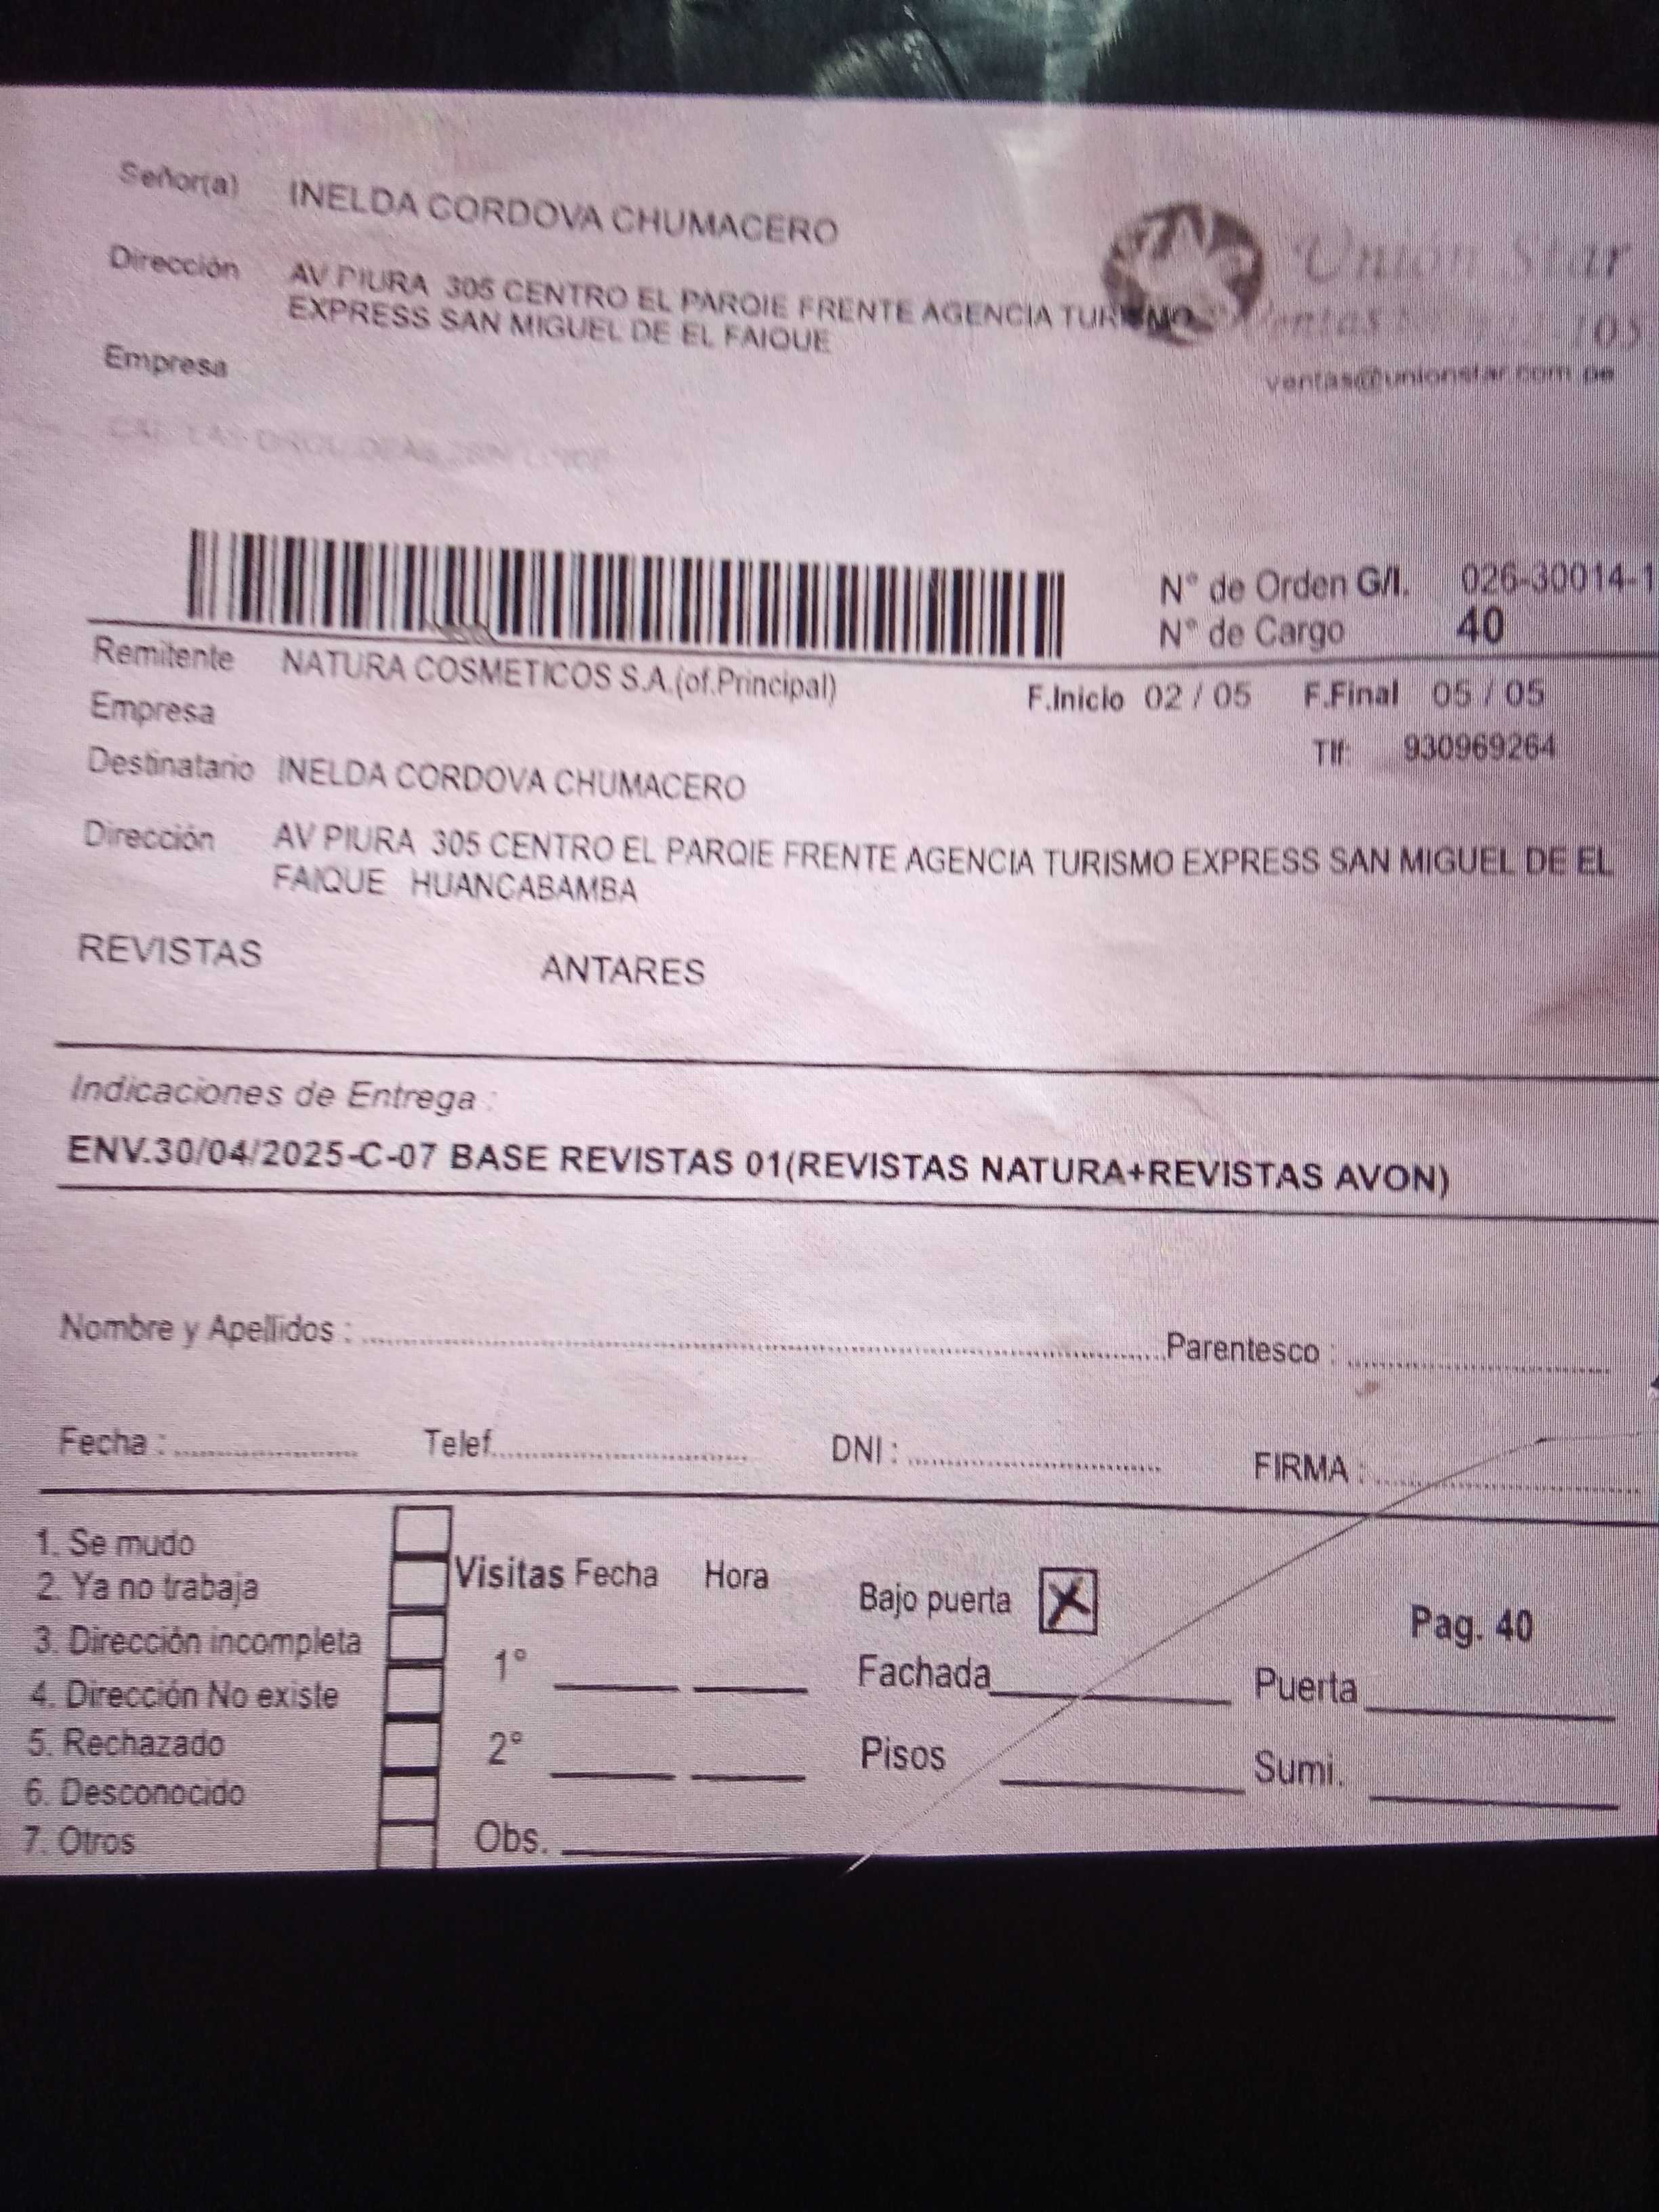 Señor(a) INELDA CORDOVA CHUMACERO
Union Star
Dirección AV PIURA 305 CENTRO EL PARQIE FRENTE AGENCIA TURISMO
EXPRESS SAN MIGUEL DE EL FAIQUE
Ventas
ventas@unionstar.com.pe
Empresa
N° de Orden G/I. 026-30014-1
N° de Cargo 40
Remitente NATURA COSMETICOS S.A.(of.Principal)
F.Inicio 02 / 05 F.Final 05 / 05
Empresa
Tlf: 930969264
Destinatario INELDA CORDOVA CHUMACERO
Dirección AV PIURA 305 CENTRO EL PARQIE FRENTE AGENCIA TURISMO EXPRESS SAN MIGUEL DE EL
FAIQUE HUANCABAMBA
REVISTAS ANTARES
Indicaciones de Entrega :
ENV.30/04/2025-C-07 BASE REVISTAS 01(REVISTAS NATURA+REVISTAS AVON)
Nombre y Apellidos : Parentesco :
Fecha : Telef. DNI : FIRMA :
1. Se mudo
2. Ya no trabaja
3. Dirección incompleta
4. Dirección No existe
5. Rechazado
6. Desconocido
7. Otros
Visitas Fecha Hora
1°
2°
Obs.
Bajo puerta X
Pag. 40
Fachada Puerta
Pisos Sumi.